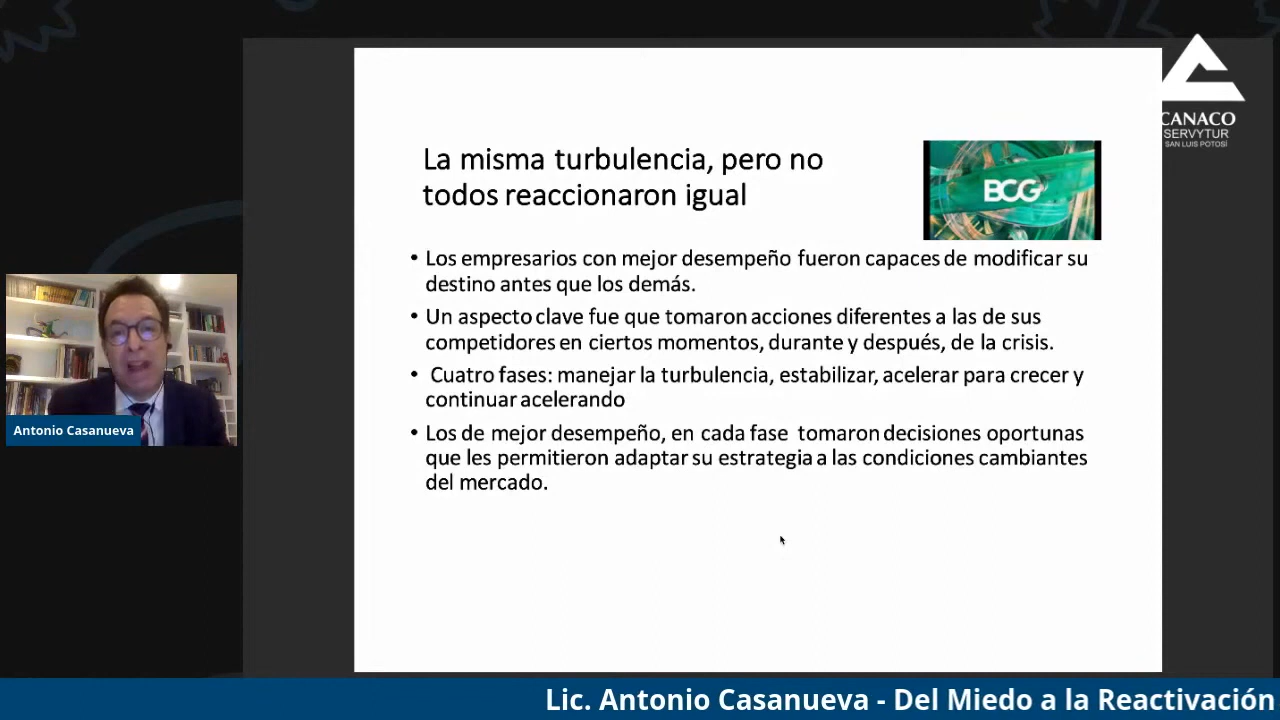 CANACO
SERVYTUR
SAN LUIS POTOSÍ
La misma turbulencia, pero no
todos reaccionaron igual
BCG
• Los empresarios con mejor desempeño fueron capaces de modificar su
destino antes que los demás.
• Un aspecto clave fue que tomaron acciones diferentes a las de sus
competidores en ciertos momentos, durante y después, de la crisis.
• Cuatro fases: manejar la turbulencia, estabilizar, acelerar para crecer y
continuar acelerando
• Los de mejor desempeño, en cada fase tomaron decisiones oportunas
que les permitieron adaptar su estrategia a las condiciones cambiantes
del mercado.
Antonio Casanueva
Lic. Antonio Casanueva - Del Miedo a la Reactivación